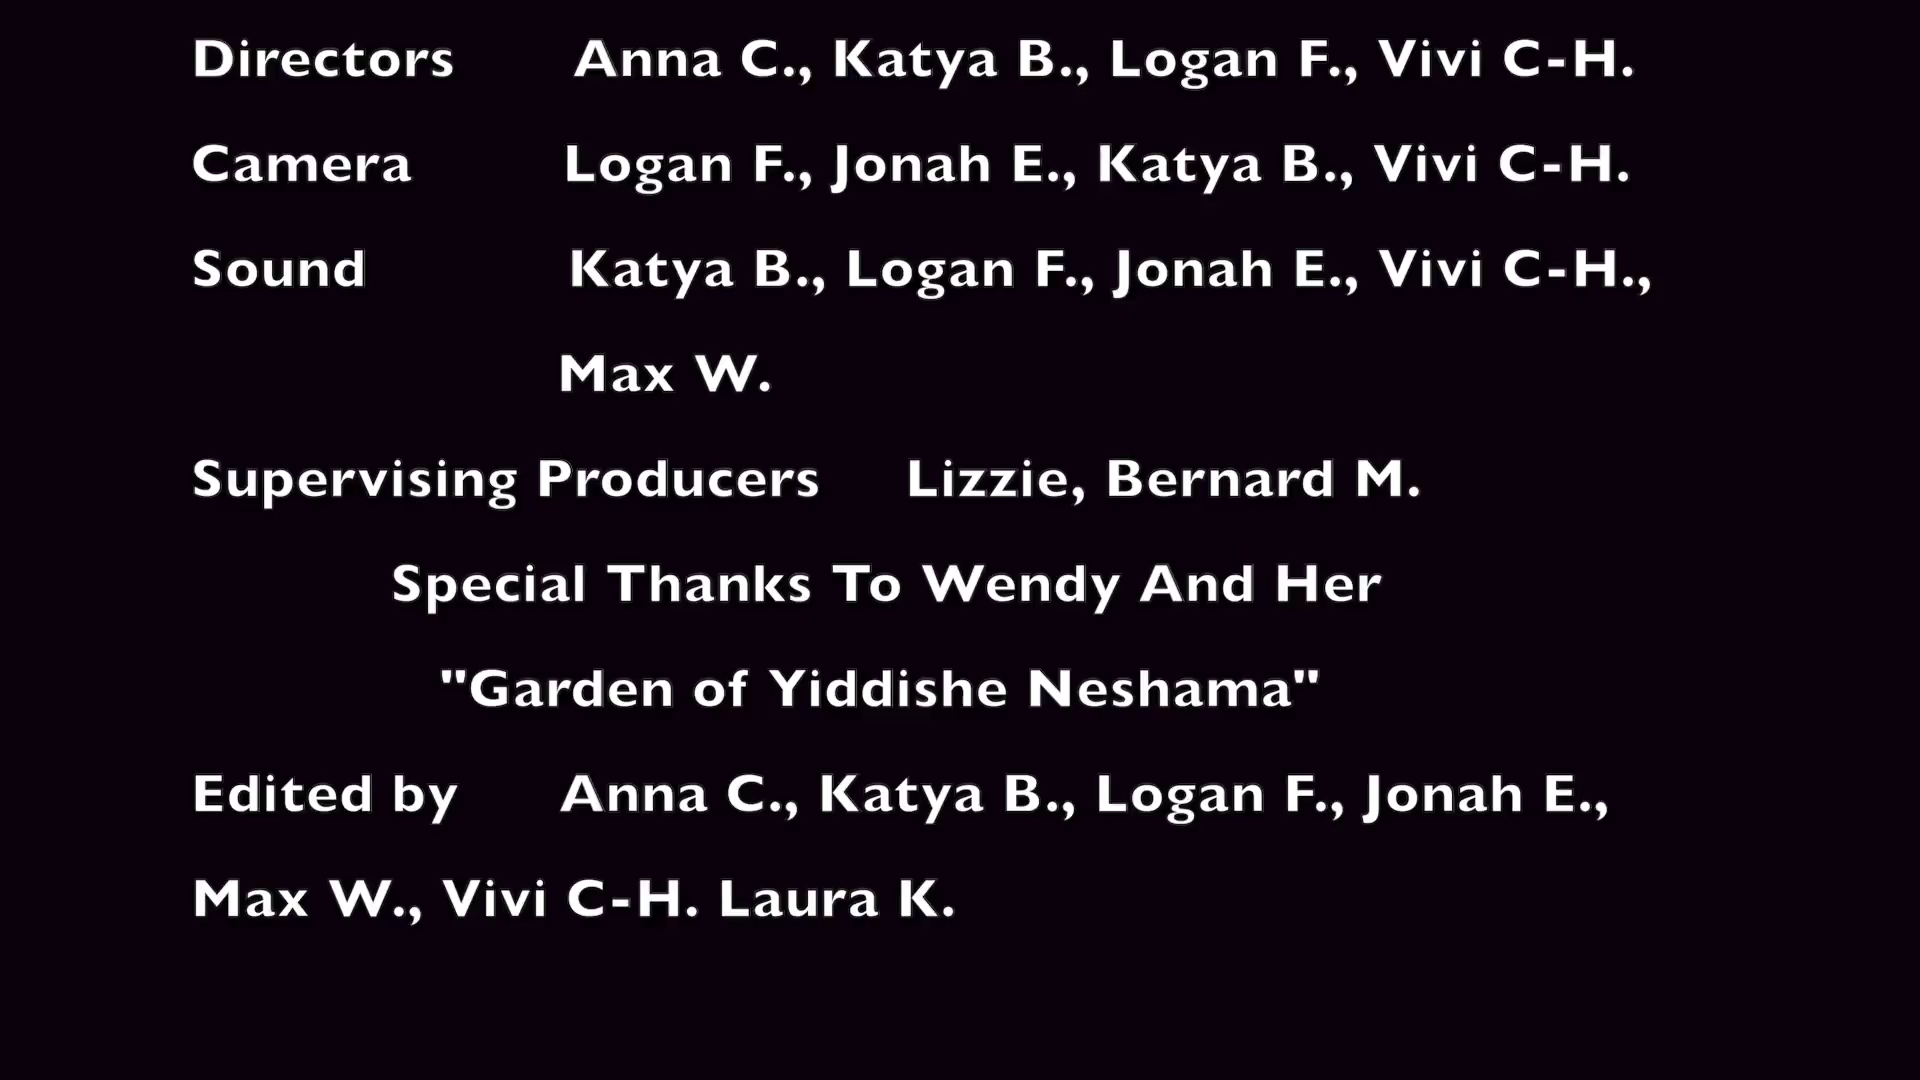 Directors Anna C., Katya B., Logan F., Vivi C-H.
Camera Logan F., Jonah E., Katya B., Vivi C-H.
Sound Katya B., Logan F., Jonah E., Vivi C-H.,
Max W.
Supervising Producers Lizzie, Bernard M.
Special Thanks To Wendy And Her
"Garden of Yiddishe Neshama"
Edited by Anna C., Katya B., Logan F., Jonah E.,
Max W., Vivi C-H. Laura K.